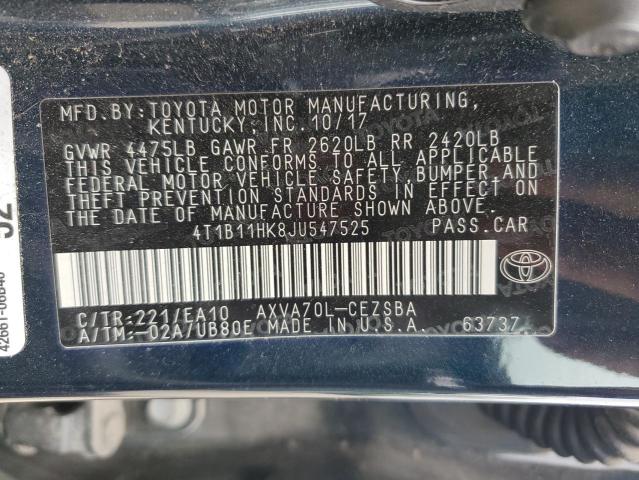 MFD.BY:TOYOTA MOTOR MANUFACTURING,
KENTUCKY, INC.10/17
GVWR 4475LB GAWR FR 2620LB RR 2420LB
THIS VEHICLE CONFORMS TO ALL APPLICABLE
FEDERAL MOTOR VEHICLE SAFETY, BUMPER, AND
THEFT PREVENTION STANDARDS IN EFFECT ON
THE DATE OF MANUFACTURE SHOWN ABOVE.
4T1B11HK8JU547525 PASS.CAR
C/TR:221/EA10 AXVA70L-CEZSBA
A/TM:-02A/UB80E MADE IN U.S.A. 63737
TOYOTA